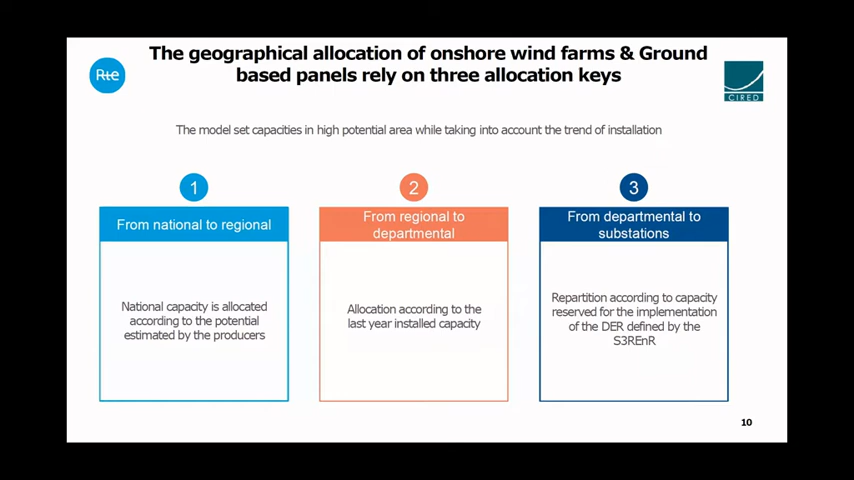 The geographical allocation of onshore wind farms & Ground
based panels rely on three allocation keys
Rte
CIRED
The model set capacities in high potential area while taking into account the trend of installation
1
From national to regional
National capacity is allocated
according to the potential
estimated by the producers
2
From regional to
departmental
Allocation according to the
last year installed capacity
3
From departmental to
substations
Repartition according to capacity
reserved for the implementation
of the DER defined by the
S3REnR
10